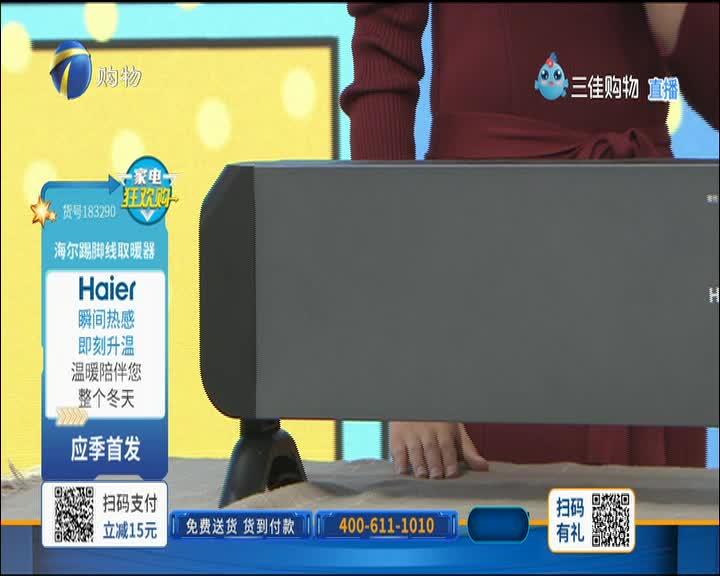 购物
三佳购物 直播
家电
狂欢购
货号183290
海尔踢脚线取暖器
Haier
瞬间热感
即刻升温
温暖陪伴您
整个冬天
应季首发
扫码支付
立减15元
免费送货 货到付款
400-611-1010
扫码
有礼
H